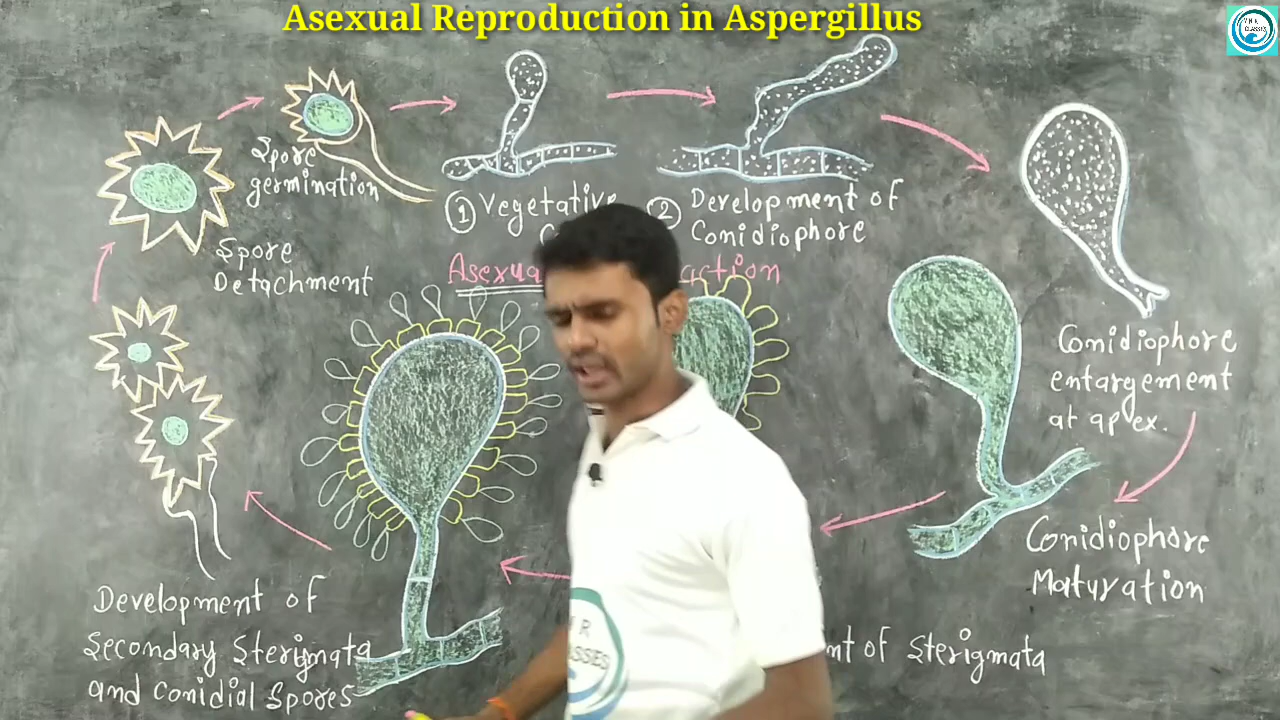 Asexual Reproduction in Aspergillus
Spore
germination
① Vegetative
② Development of
Conidiophore
Spore
Detachment
Conidiophore
entargement
at apex.
Conidiophore
Maturation
Development of
Secondary Sterigmata
and Conidial Spores
of Sterigmata